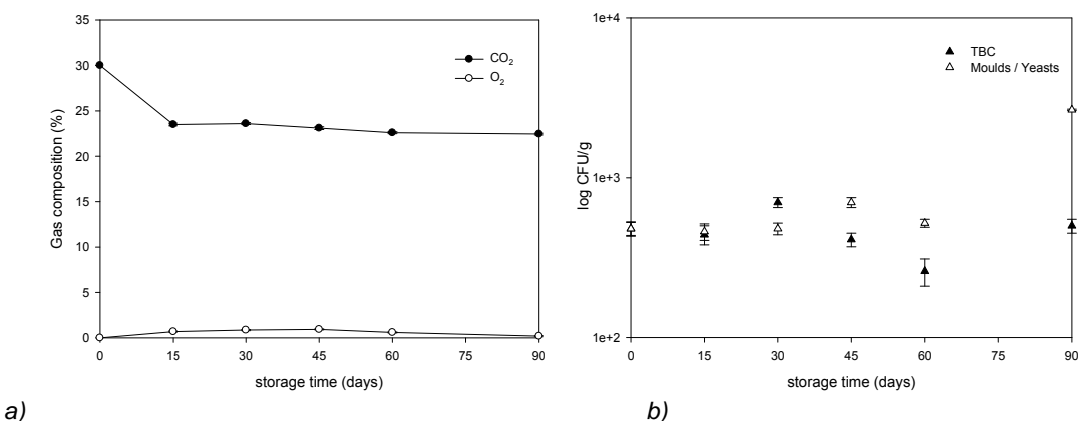 35
30
25
20
15
10
5
0
Gas composition (%)
CO2
O2
0 15 30 45 60 75 90
storage time (days)
a)
1e+4
1e+3
1e+2
log CFU/g
TBC
Moulds / Yeasts
0 15 30 45 60 75 90
storage time (days)
b)